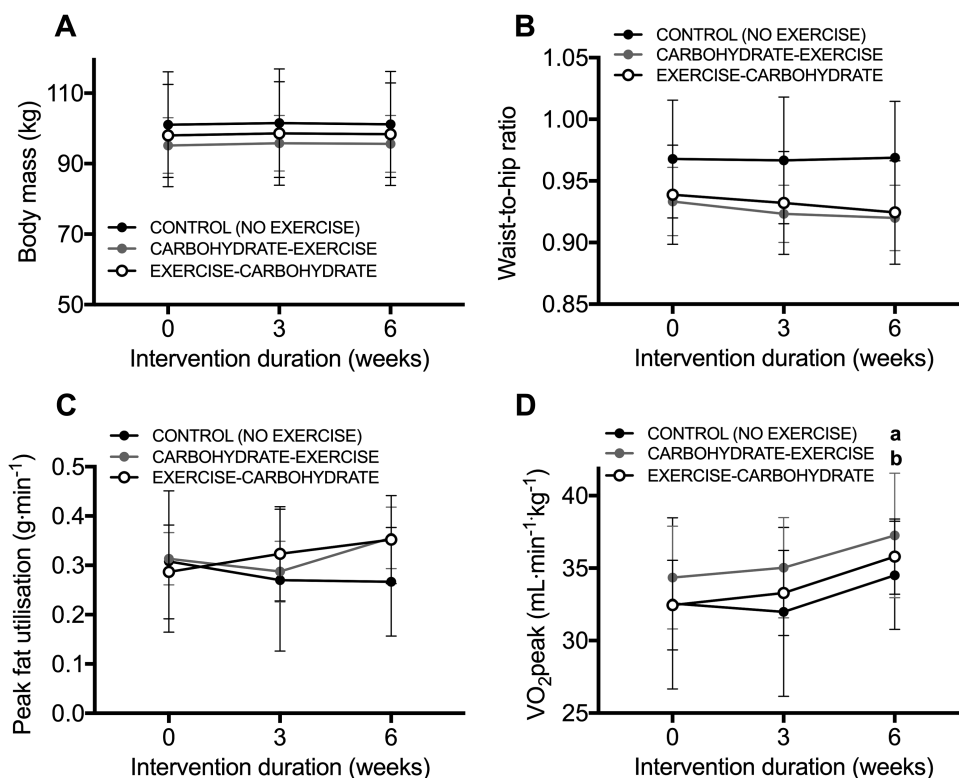 A
110
90
70
50
Body mass (kg)
CONTROL (NO EXERCISE)
CARBOHYDRATE-EXERCISE
EXERCISE-CARBOHYDRATE
0 3 6
Intervention duration (weeks)
B
CONTROL (NO EXERCISE)
CARBOHYDRATE-EXERCISE
EXERCISE-CARBOHYDRATE
1.05
1.00
0.95
0.90
0.85
Waist-to-hip ratio
0 3 6
Intervention duration (weeks)
C
CONTROL (NO EXERCISE)
CARBOHYDRATE-EXERCISE
EXERCISE-CARBOHYDRATE
0.5
0.4
0.3
0.2
0.1
0.0
Peak fat utilisation (g·min⁻¹)
0 3 6
Intervention duration (weeks)
D
CONTROL (NO EXERCISE) a
CARBOHYDRATE-EXERCISE b
EXERCISE-CARBOHYDRATE
40
35
30
25
VO₂peak (mL·min⁻¹·kg⁻¹)
0 3 6
Intervention duration (weeks)